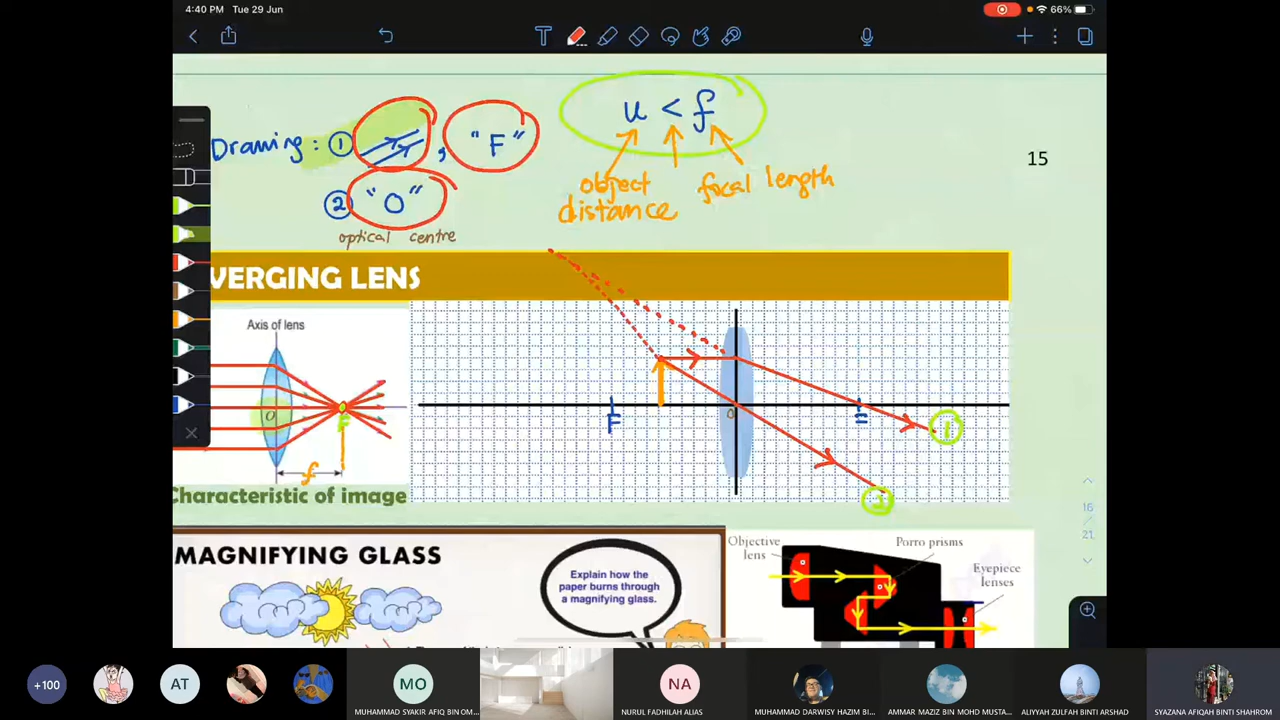 4:40 PM Tue 29 Jun
66%
Drawing: ① , "F"
② "O"
optical centre
u < f
object distance
focal length
15
VERGING LENS
Axis of lens
O
F
f
Characteristic of image
F
O
F
1
2
MAGNIFYING GLASS
Explain how the
paper burns through
a magnifying glass.
Objective
lens
Porro prisms
Eyepiece
lenses
16
21
+100
AT
MO
MUHAMMAD SYAKIR AFIQ BIN OM...
NA
NURUL FADHILAH ALIAS
MUHAMMAD DARWISY HAZIM BI...
AMMAR MAZIZ BIN MOHD MUSTA...
ALIYYAH ZULFAH BINTI ARSHAD
SYAZANA AFIQAH BINTI SHAHROM